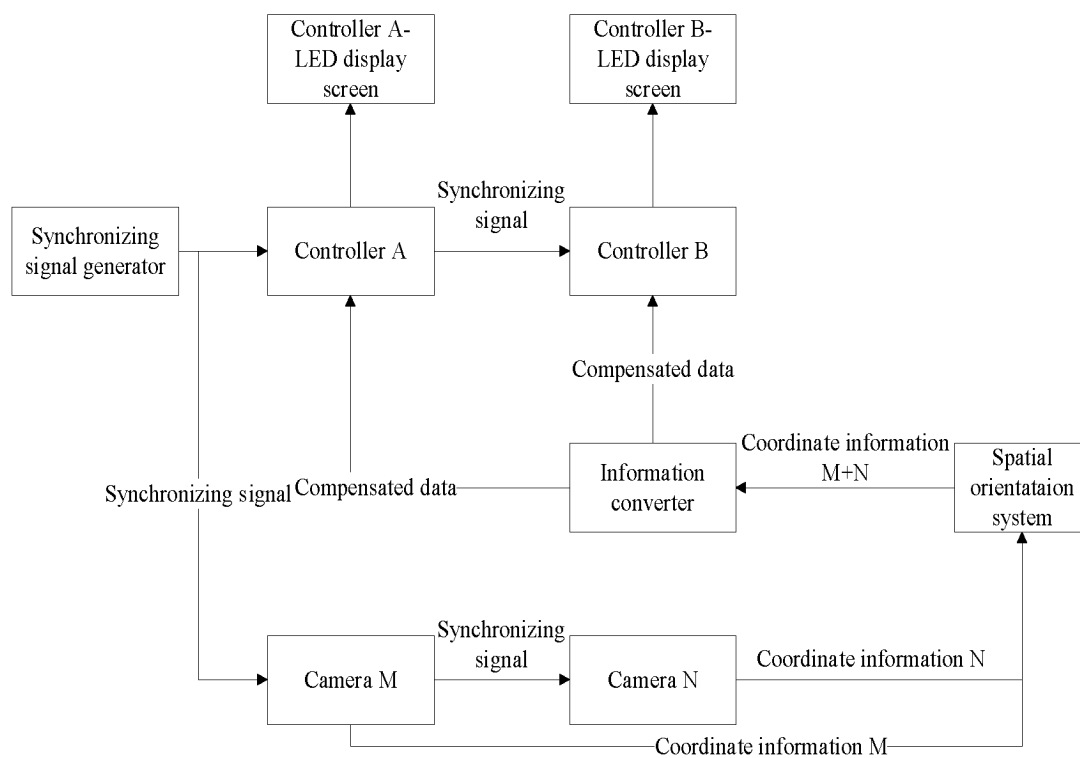 Controller A-
LED display
screen
Controller B-
LED display
screen
Synchronizing
signal generator
Controller A
Synchronizing
signal
Controller B
Compensated data
Synchronizing signal
Compensated data
Information
converter
Coordinate information
M+N
Spatial
orientataion
system
Camera M
Synchronizing
signal
Camera N
Coordinate information N
Coordinate information M